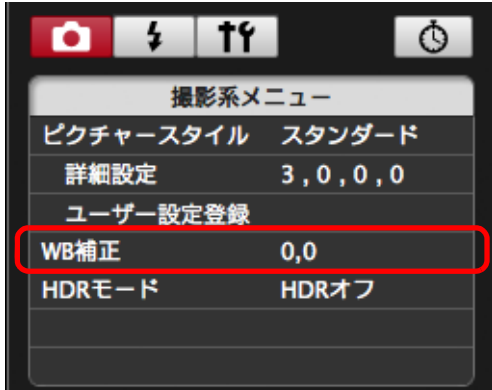 撮影系メニュー
ピクチャースタイル スタンダード
詳細設定 3,0,0,0
ユーザー設定登録
WB補正 0,0
HDRモード HDRオフ